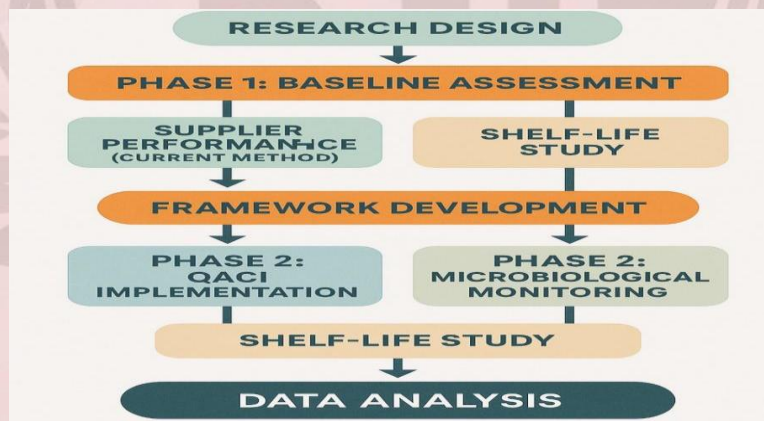 RESEARCH DESIGN
PHASE 1: BASELINE ASSESSMENT
SUPPLIER
PERFORMANCE
(CURRENT METHOD)
SHELF-LIFE
STUDY
FRAMEWORK DEVELOPMENT
PHASE 2:
QACI
IMPLEMENTATION
PHASE 2:
MICROBIOLOGICAL
MONITORING
SHELF-LIFE STUDY
DATA ANALYSIS